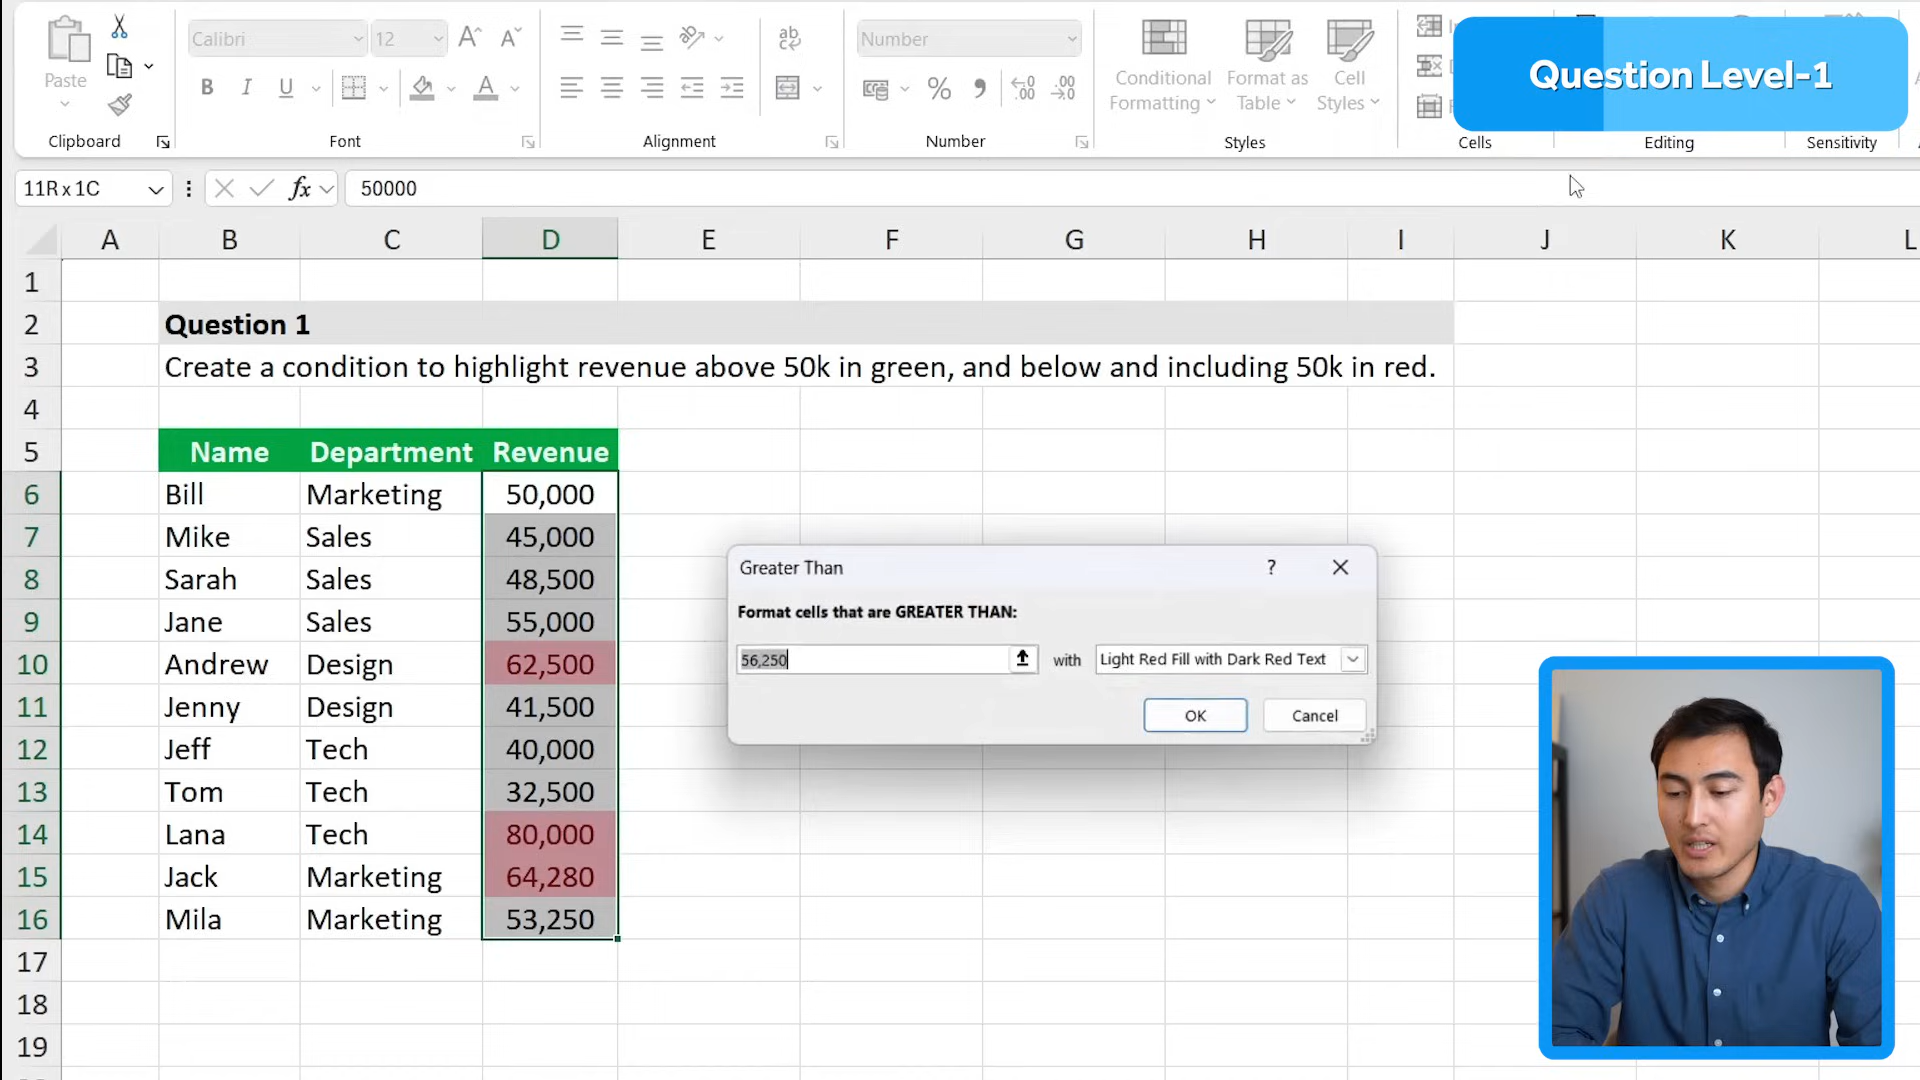 Calibri
12
Number
Paste
Conditional Formatting
Format as Table
Cell Styles
Question Level-1
Clipboard
Font
Alignment
Number
Styles
Cells
Editing
Sensitivity
11R x 1C
fx
50000
A B C D E F G H I J K L
1
2 Question 1
3 Create a condition to highlight revenue above 50k in green, and below and including 50k in red.
4
5 Name Department Revenue
6 Bill Marketing 50,000
7 Mike Sales 45,000
8 Sarah Sales 48,500
9 Jane Sales 55,000
10 Andrew Design 62,500
11 Jenny Design 41,500
12 Jeff Tech 40,000
13 Tom Tech 32,500
14 Lana Tech 80,000
15 Jack Marketing 64,280
16 Mila Marketing 53,250
17
18
19
Greater Than
?
Format cells that are GREATER THAN:
56,250 with Light Red Fill with Dark Red Text
OK Cancel